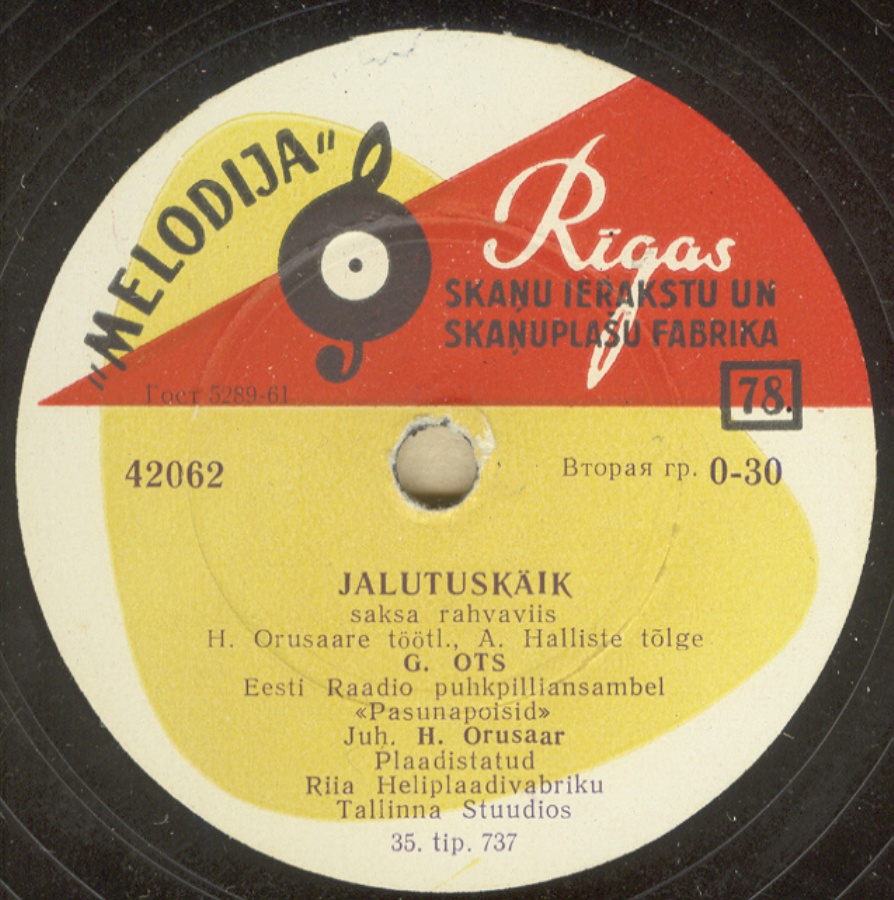 „MELODIJA"
Rīgas
SKAŅU IERAKSTU UN
SKAŅUPLAŠU FABRIKA
Гост 5289-61
78.
42062
Вторая гр. 0-30
JALUTUSKÄIK
saksa rahvaviis
H. Orusaare töötl., A. Halliste tõlge
G. OTS
Eesti Raadio puhkpilliansambel
«Pasunapoisid»
Juh. H. Orusaar
Plaadistatud
Riia Heliplaadivabriku
Tallinna Stuudios
35. tip. 737